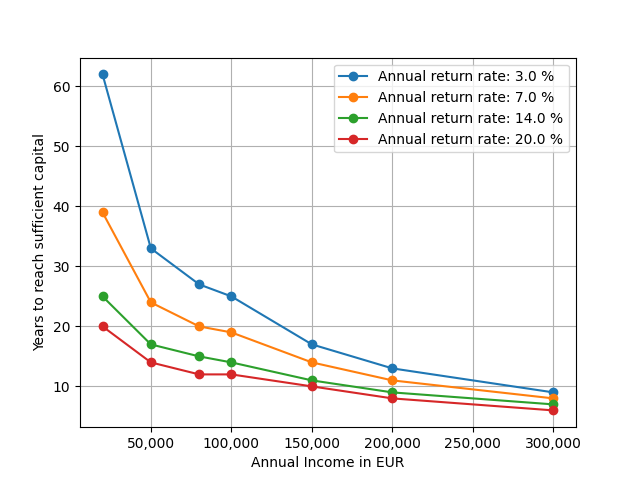 Annual return rate: 3.0 %
Annual return rate: 7.0 %
Annual return rate: 14.0 %
Annual return rate: 20.0 %
Years to reach sufficient capital
60
50
40
30
20
10
50,000 100,000 150,000 200,000 250,000 300,000
Annual Income in EUR